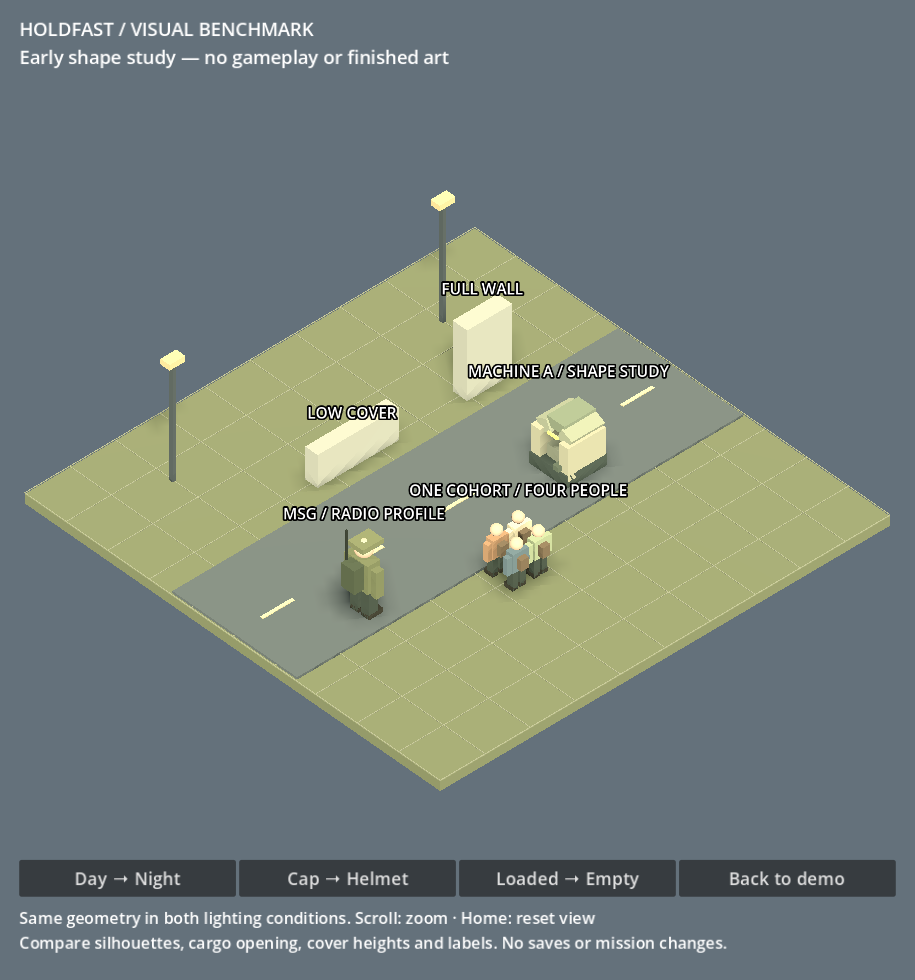 HOLDFAST / VISUAL BENCHMARK
Early shape study — no gameplay or finished art
FULL WALL
MACHINE A / SHAPE STUDY
LOW COVER
ONE COHORT / FOUR PEOPLE
MSG / RADIO PROFILE
Day → Night
Cap → Helmet
Loaded → Empty
Back to demo
Same geometry in both lighting conditions. Scroll: zoom · Home: reset view
Compare silhouettes, cargo opening, cover heights and labels. No saves or mission changes.